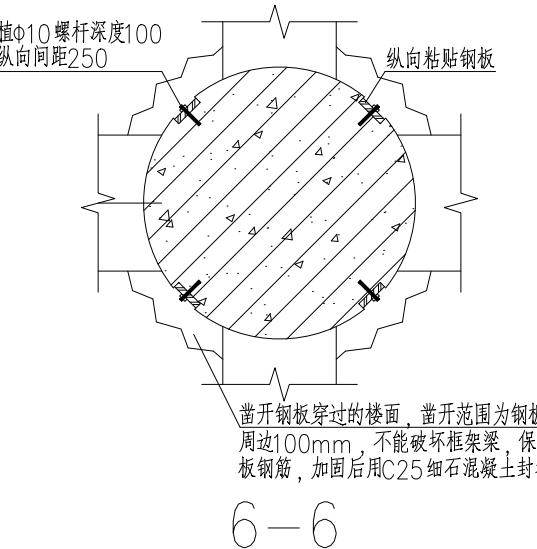 植Φ10螺杆深度100
纵向间距250
纵向粘贴钢板
凿开钢板穿过的楼面，凿开范围为钢板
周边100mm，不能破坏框架梁，保
板钢筋，加固后用C25细石混凝土封
6—6